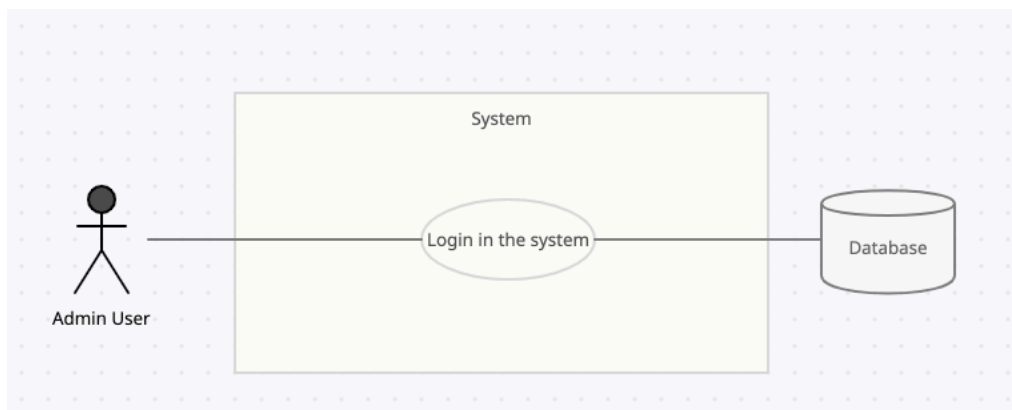 System
Login in the system
Database
Admin User